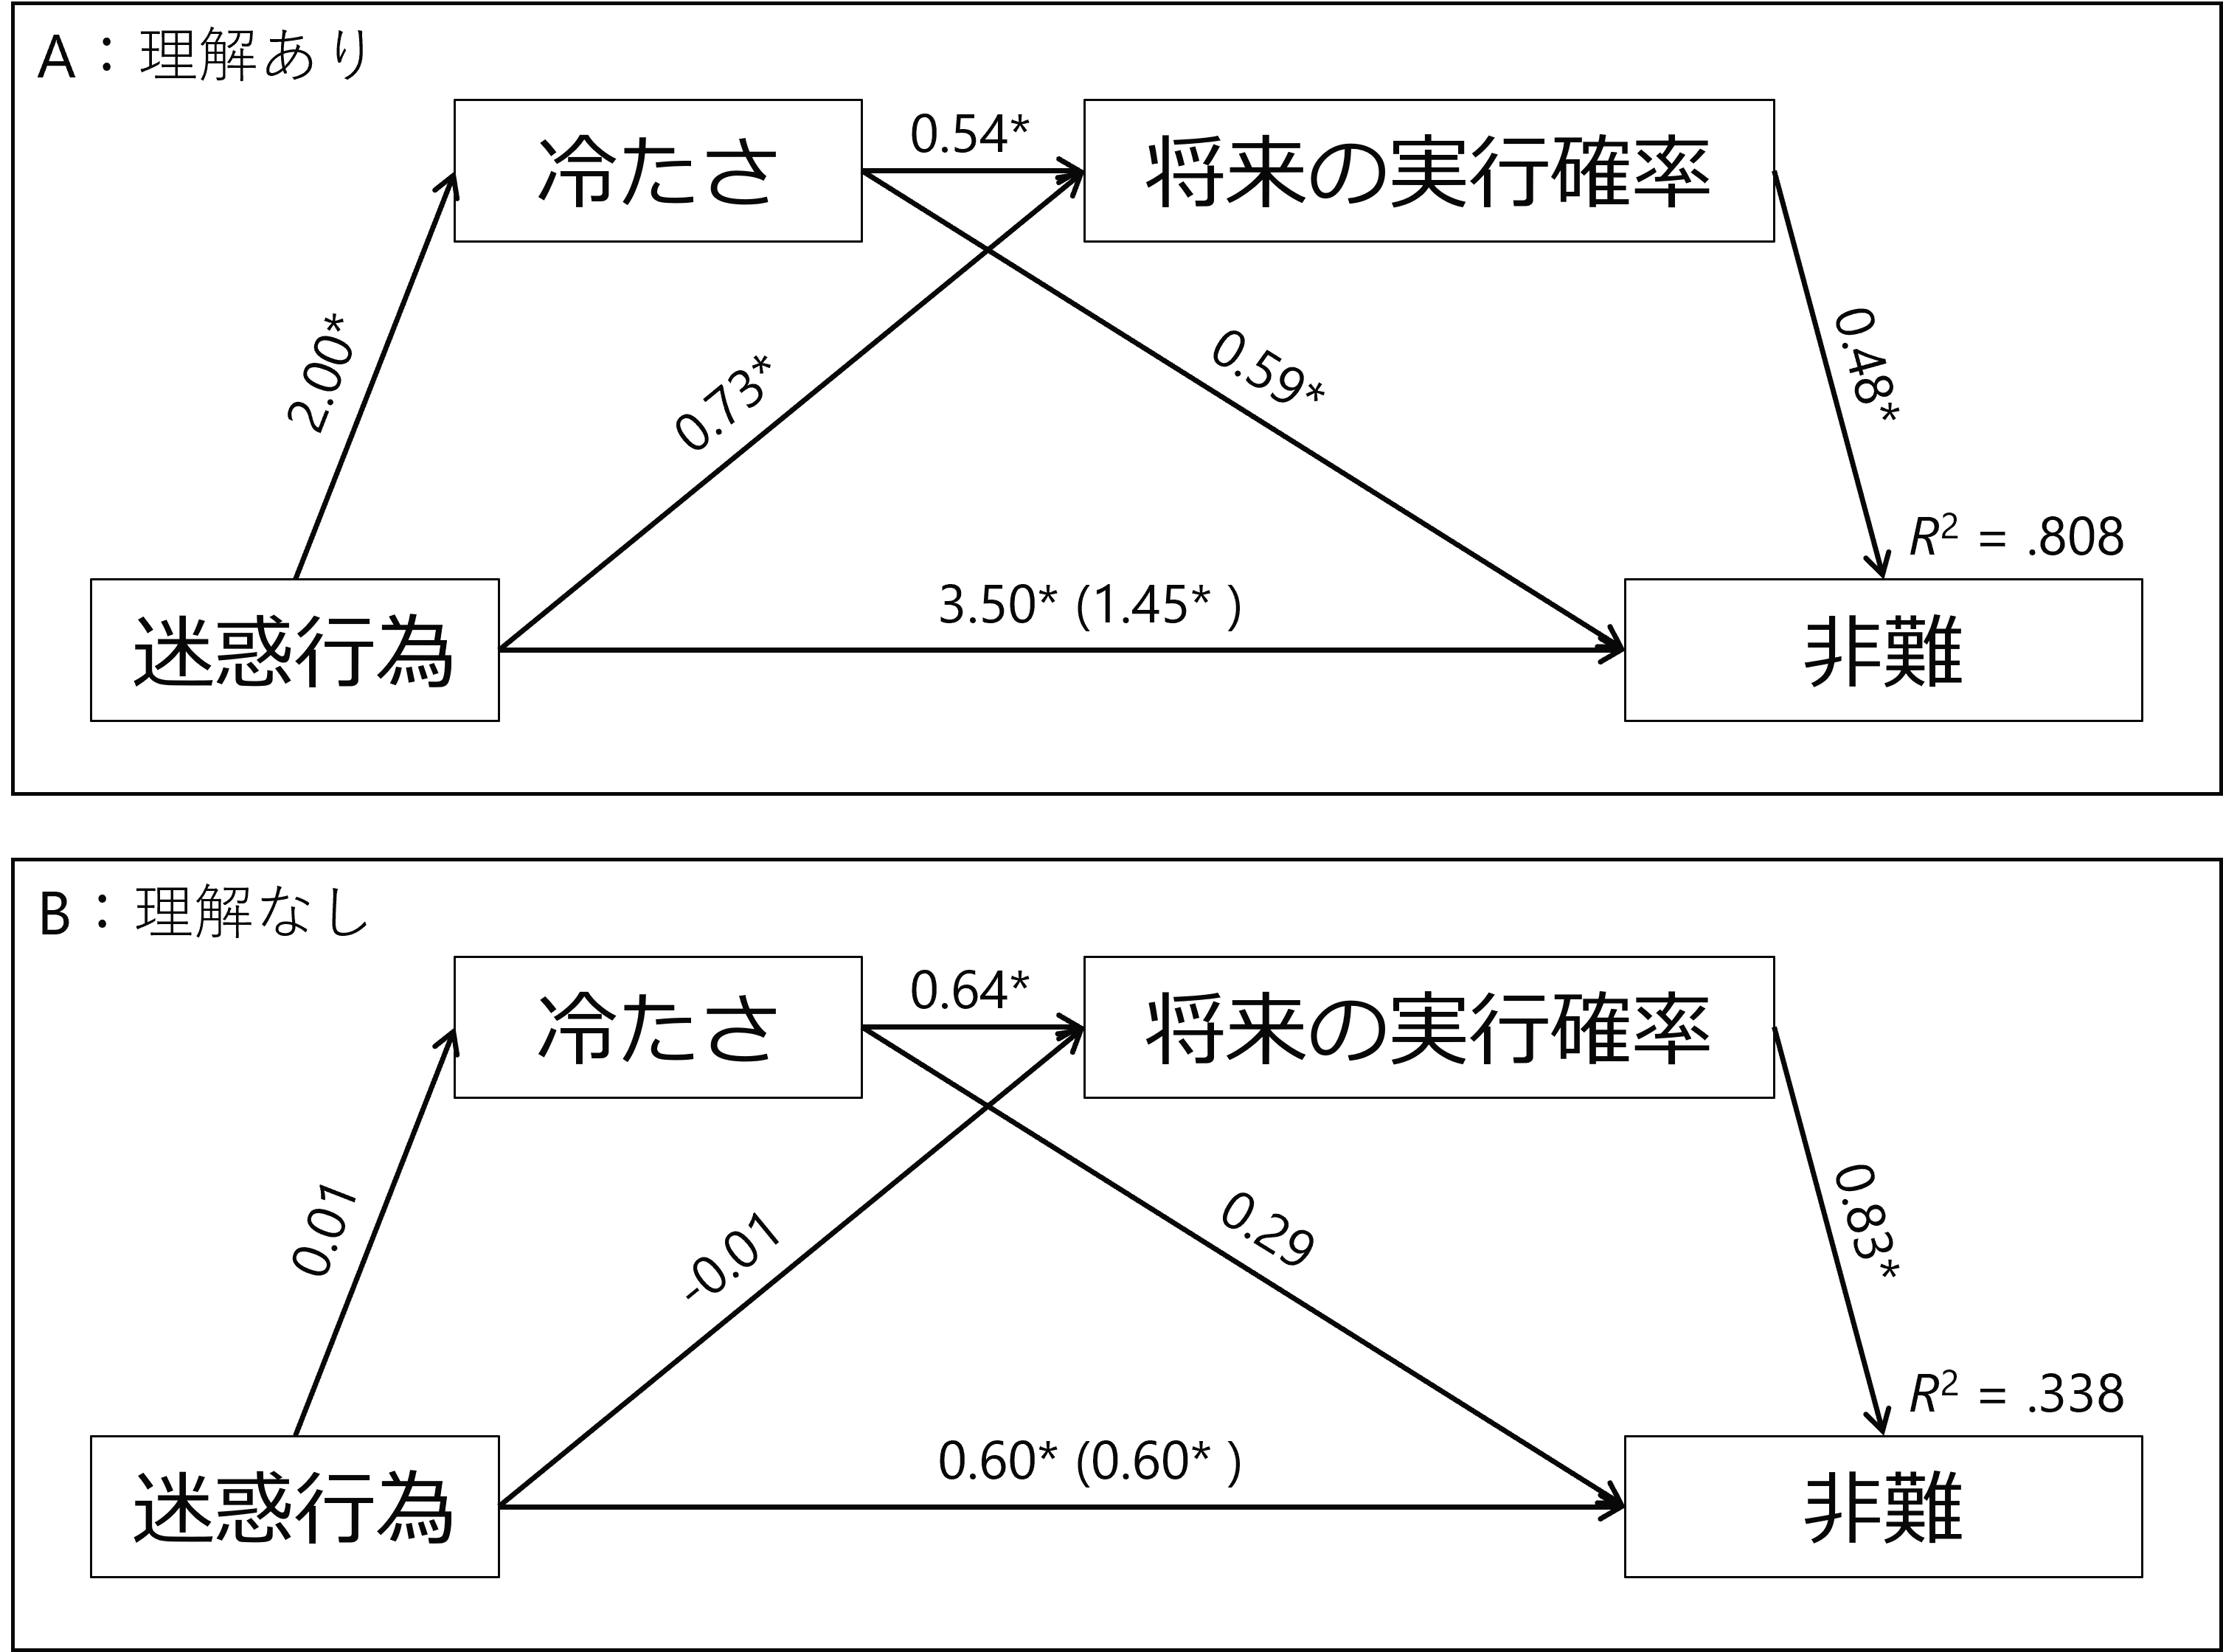 A：理解あり
冷たさ
0.54*
将来の実行確率
2.00*
0.73*
0.59*
0.48*
R² = .808
迷惑行為
3.50* (1.45* )
非難
B：理解なし
冷たさ
0.64*
将来の実行確率
0.01
-0.01
0.29
0.83*
R² = .338
迷惑行為
0.60* (0.60* )
非難